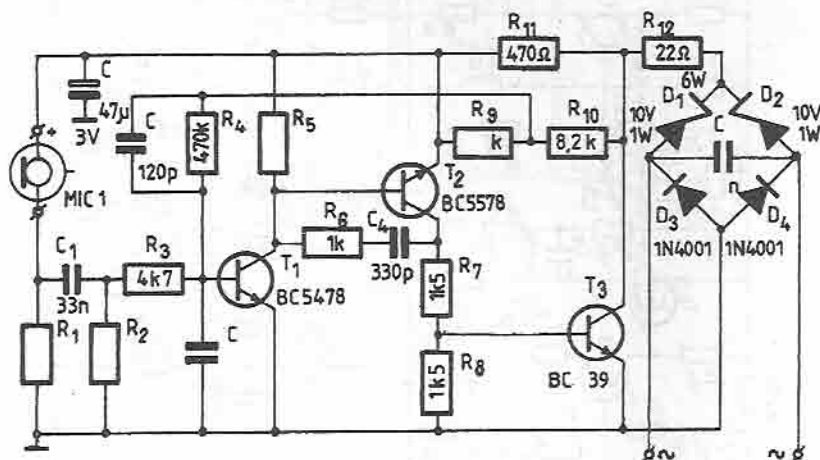 R11
470Ω
R12
22Ω
6W
C
47µ
3V
C
120p
R4
470k
R5
R9
k
R10
8,2k
D1
10V
1W
D2
10V
1W
C
n
D3
1N4001
D4
1N4001
+
-
MIC 1
T2
BC5578
R6
1k
C4
330p
C1
33n
R3
4k7
T1
BC5478
R7
1k5
T3
BC 39
R1
R2
C
R8
1k5
~
~